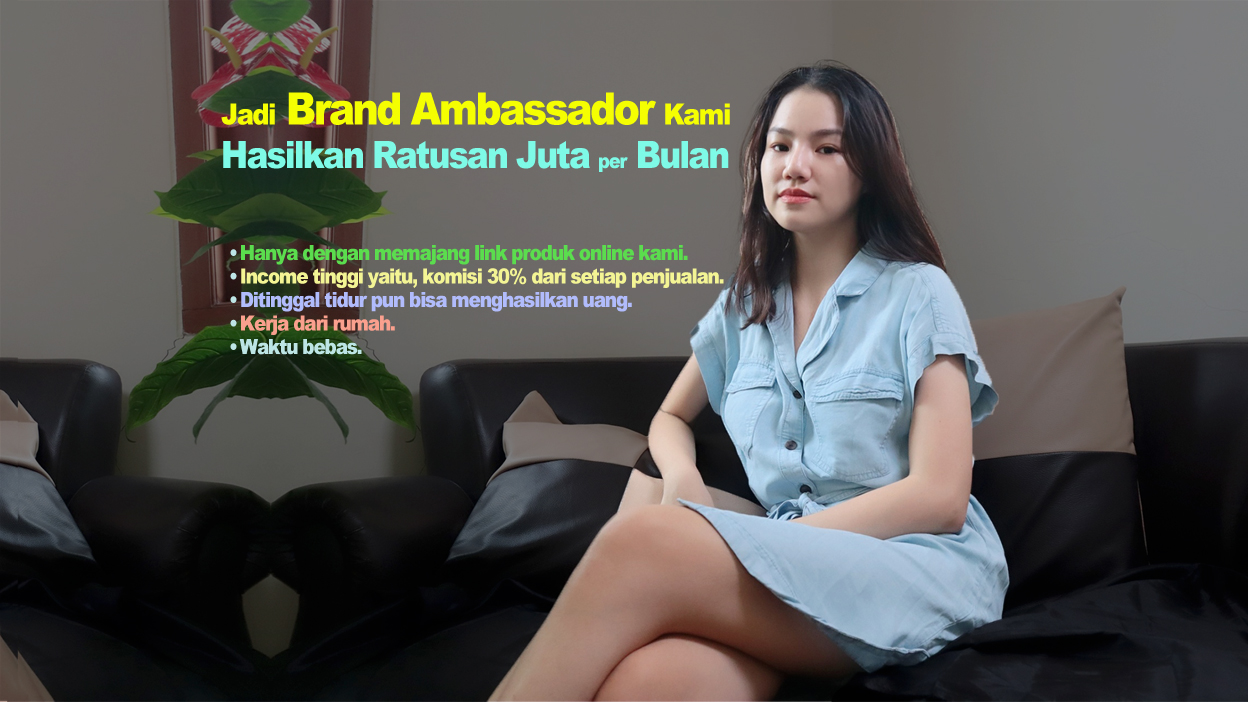 Jadi Brand Ambassador Kami
Hasilkan Ratusan Juta per Bulan
• Hanya dengan memajang link produk online kami.
• Income tinggi yaitu, komisi 30% dari setiap penjualan.
• Ditinggal tidur pun bisa menghasilkan uang.
• Kerja dari rumah.
• Waktu bebas.